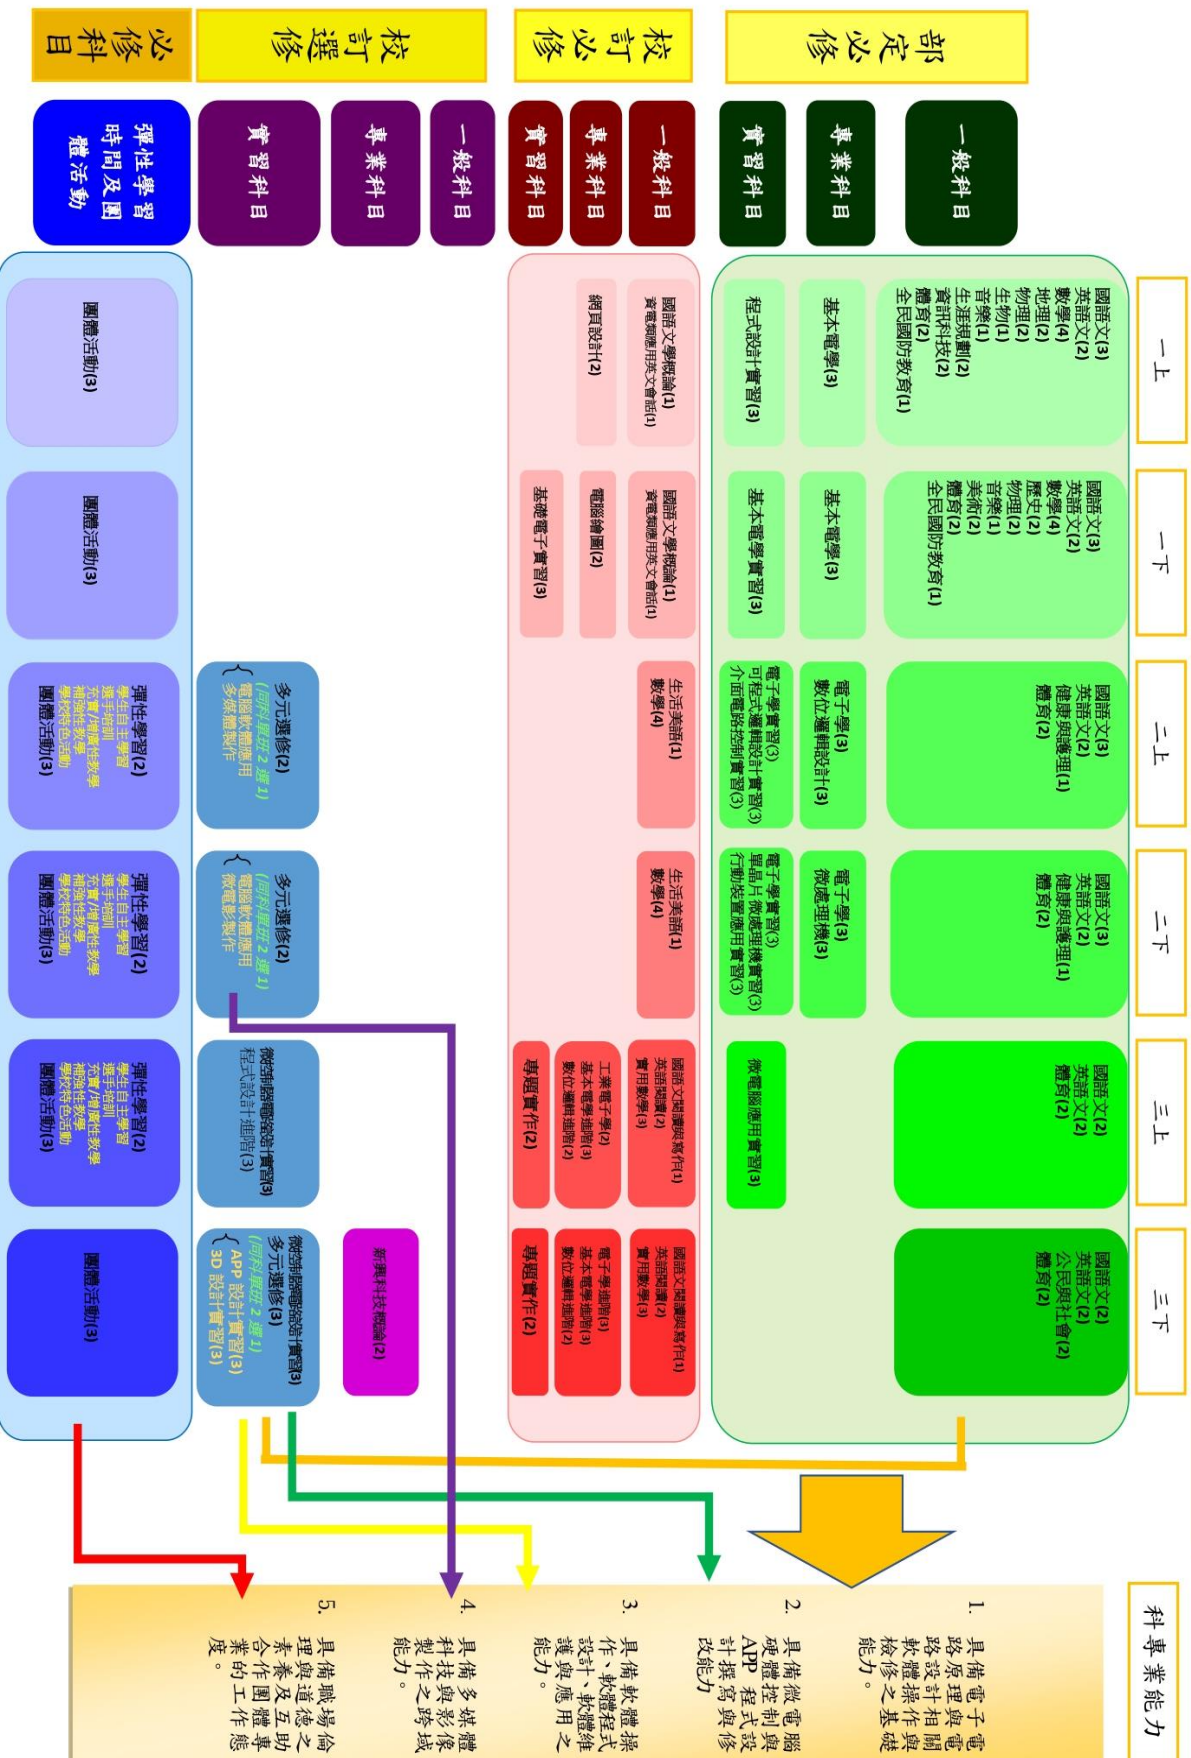 一上
一下
二上
二下
三上
三下
科專業能力
部定必修
一般科目
國語文(3)
英語文(2)
數學(4)
地理(2)
物理(2)
生物(1)
音樂(1)
生涯規劃(2)
資訊科技(2)
體育(2)
全民國防教育(1)
國語文(3)
英語文(2)
數學(4)
歷史(2)
物理(2)
音樂(1)
美術(2)
體育(2)
全民國防教育(1)
國語文(3)
英語文(2)
健康與護理(1)
體育(2)
國語文(3)
英語文(2)
健康與護理(1)
體育(2)
國語文(2)
英語文(2)
體育(2)
國語文(2)
英語文(2)
公民與社會(2)
體育(2)
專業科目
基本電學(3)
基本電學(3)
電子學(3)
數位邏輯設計(3)
電子學(3)
微處理機(3)
實習科目
程式設計實習(3)
基本電學實習(3)
電子學實習(3)
可程式邏輯設計實習(3)
介面電路控制實習(3)
電子學實習(3)
單晶片微處理機實習(3)
行動裝置應用實習(3)
微電腦應用實習(3)
校訂必修
一般科目
國語文學概論(1)
資電類應用英文會話(1)
國語文學概論(1)
資電類應用英文會話(1)
生活美語(1)
數學(4)
生活美語(1)
數學(4)
國語文閱讀與寫作(1)
英語閱讀(2)
實用數學(3)
國語文閱讀與寫作(1)
英語閱讀(2)
實用數學(3)
專業科目
網頁設計(2)
電腦繪圖(2)
工業電子學(2)
基本電學進階(3)
數位邏輯進階(2)
電子學進階(3)
基本電學進階(3)
數位邏輯進階(2)
實習科目
基礎電子實習(3)
專題實作(2)
專題實作(2)
校訂選修
一般科目
專業科目
新興科技概論(2)
實習科目
多元選修(2)
(同科單班 2 選 1)
電腦軟體應用
多媒體製作
多元選修(2)
(同科單班 2 選 1)
電腦軟體應用
微電影製作
微控制器電路設計實習(3)
程式設計進階(3)
微控制器電路設計實習(3)
多元選修(3)
(同科單班 2 選 1)
APP 設計實習(3)
3D 設計實習(3)
必修科目
彈性學習
時間及團
體活動
團體活動(3)
團體活動(3)
彈性學習(2)
學生自主學習
選手培訓
充實/增廣性教學
補強性教學
學校特色活動
團體活動(3)
彈性學習(2)
學生自主學習
選手培訓
充實/增廣性教學
補強性教學
學校特色活動
團體活動(3)
彈性學習(2)
學生自主學習
選手培訓
充實/增廣性教學
補強性教學
學校特色活動
團體活動(3)
團體活動(3)
1. 具備電子電
路原理與電
路設計相關
軟體操作與
檢修之基礎
能力
2. 具備微電腦
硬體控制與
APP 程式設
計撰寫與修
改能力
3. 具備軟體操
作、軟體程式
設計、軟體維
護與應用之
能力。
4. 具備多媒體
科技與影像
製作之跨域
能力。
5. 具備職場倫
理與道德之
素養及互助
合作團體專
業的工作態
度。